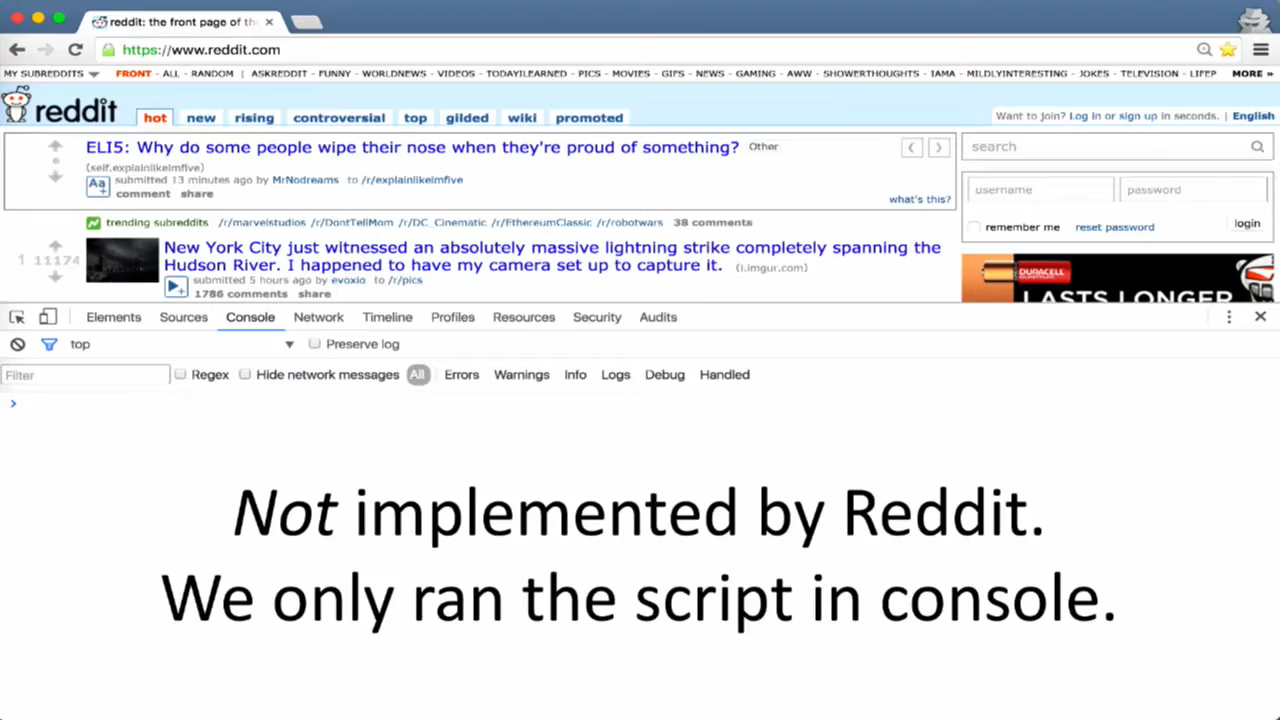 reddit: the front page of th
https://www.reddit.com
MY SUBREDDITS FRONT - ALL - RANDOM | ASKREDDIT - FUNNY - WORLDNEWS - VIDEOS - TODAYILEARNED - PICS - MOVIES - GIFS - NEWS - GAMING - AWW - SHOWERTHOUGHTS - IAMA - MILDLYINTERESTING - JOKES - TELEVISION - LIFEP MORE »
reddit hot new rising controversial top gilded wiki promoted
Want to join? Log in or sign up in seconds. | English
ELI5: Why do some people wipe their nose when they're proud of something? Other
(self.explainlikeimfive)
Aa+ submitted 13 minutes ago by MrNodreams to /r/explainlikeimfive
comment share
what's this?
trending subreddits /r/marvelstudios /r/DontTellMom /r/DC_Cinematic /r/EthereumClassic /r/robotwars 38 comments
1 11174
New York City just witnessed an absolutely massive lightning strike completely spanning the
Hudson River. I happened to have my camera set up to capture it. (i.imgur.com)
submitted 5 hours ago by evoxio to /r/pics
1786 comments share
search
username password
remember me reset password login
DURACELL
LASTS LONGER
Elements Sources Console Network Timeline Profiles Resources Security Audits
top Preserve log
Filter Regex Hide network messages All Errors Warnings Info Logs Debug Handled
>
Not implemented by Reddit.
We only ran the script in console.